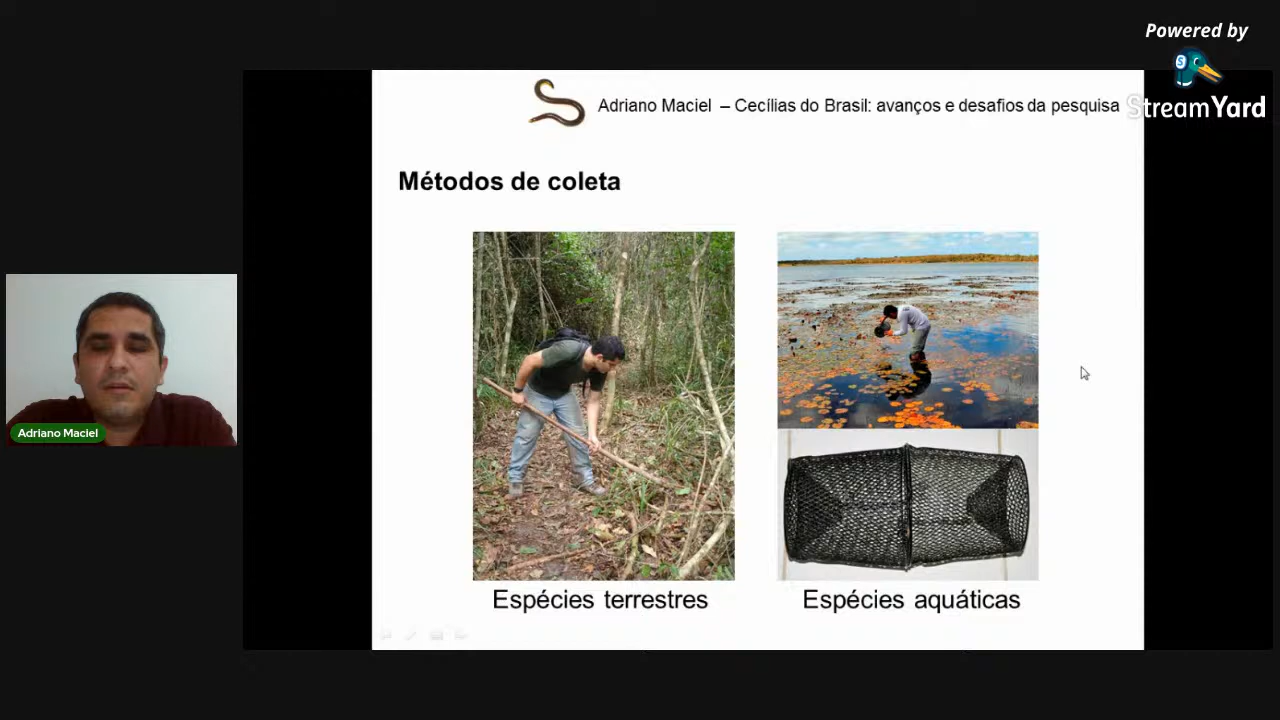 Powered by
StreamYard
Adriano Maciel – Cecílias do Brasil: avanços e desafios da pesquisa
Métodos de coleta
Adriano Maciel
Espécies terrestres
Espécies aquáticas